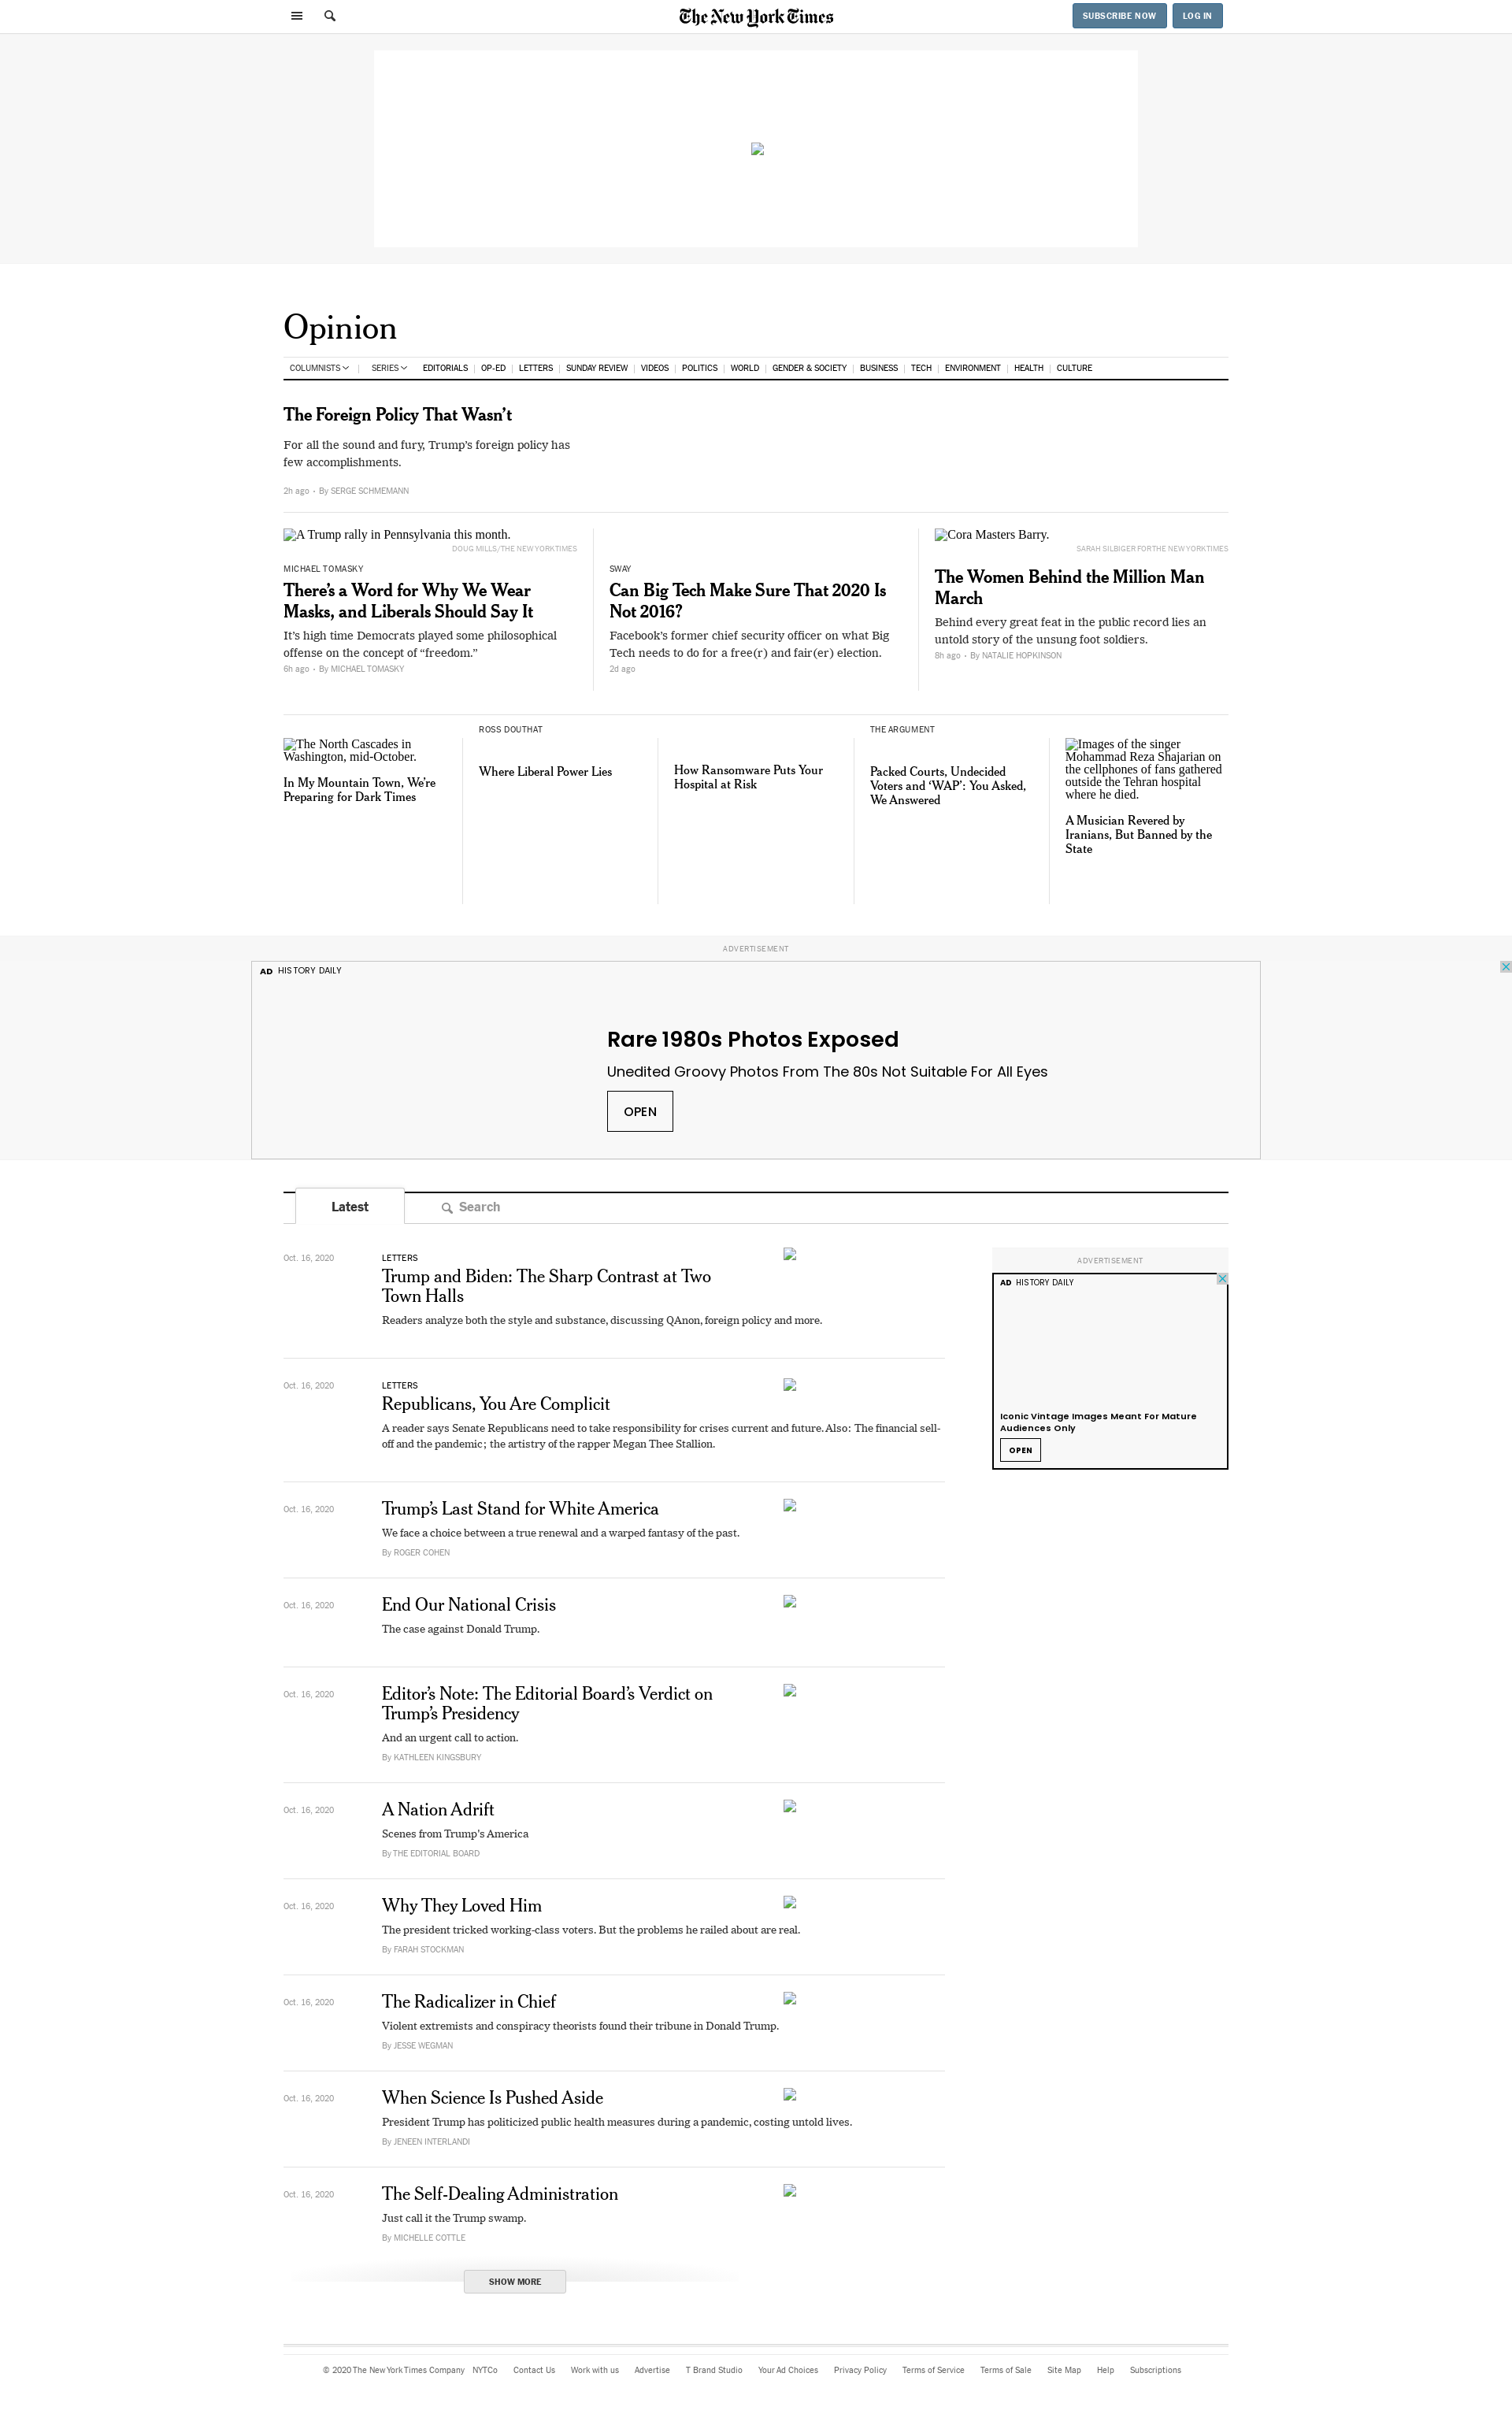 The New York Times
SUBSCRIBE NOW
LOG IN
Opinion
COLUMNISTS
SERIES
EDITORIALS
OP-ED
LETTERS
SUNDAY REVIEW
VIDEOS
POLITICS
WORLD
GENDER & SOCIETY
BUSINESS
TECH
ENVIRONMENT
HEALTH
CULTURE
The Foreign Policy That Wasn’t
For all the sound and fury, Trump’s foreign policy has
few accomplishments.
2h ago • By SERGE SCHMEMANN
A Trump rally in Pennsylvania this month.
DOUG MILLS/THE NEW YORK TIMES
MICHAEL TOMASKY
There’s a Word for Why We Wear
Masks, and Liberals Should Say It
It’s high time Democrats played some philosophical
offense on the concept of “freedom.”
6h ago • By MICHAEL TOMASKY
SWAY
Can Big Tech Make Sure That 2020 Is
Not 2016?
Facebook’s former chief security officer on what Big
Tech needs to do for a free(r) and fair(er) election.
2d ago
Cora Masters Barry.
SARAH SILBIGER FOR THE NEW YORK TIMES
The Women Behind the Million Man
March
Behind every great feat in the public record lies an
untold story of the unsung foot soldiers.
8h ago • By NATALIE HOPKINSON
The North Cascades in
Washington, mid-October.
In My Mountain Town, We’re
Preparing for Dark Times
ROSS DOUTHAT
Where Liberal Power Lies
How Ransomware Puts Your
Hospital at Risk
THE ARGUMENT
Packed Courts, Undecided
Voters and ‘WAP’: You Asked,
We Answered
Images of the singer
Mohammad Reza Shajarian on
the cellphones of fans gathered
outside the Tehran hospital
where he died.
A Musician Revered by
Iranians, But Banned by the
State
ADVERTISEMENT
AD HISTORY DAILY
Rare 1980s Photos Exposed
Unedited Groovy Photos From The 80s Not Suitable For All Eyes
OPEN
Latest
Search
Oct. 16, 2020
LETTERS
Trump and Biden: The Sharp Contrast at Two
Town Halls
Readers analyze both the style and substance, discussing QAnon, foreign policy and more.
ADVERTISEMENT
AD HISTORY DAILY
Iconic Vintage Images Meant For Mature
Audiences Only
OPEN
Oct. 16, 2020
LETTERS
Republicans, You Are Complicit
A reader says Senate Republicans need to take responsibility for crises current and future. Also: The financial sell-
off and the pandemic; the artistry of the rapper Megan Thee Stallion.
Oct. 16, 2020
Trump’s Last Stand for White America
We face a choice between a true renewal and a warped fantasy of the past.
By ROGER COHEN
Oct. 16, 2020
End Our National Crisis
The case against Donald Trump.
Oct. 16, 2020
Editor’s Note: The Editorial Board’s Verdict on
Trump’s Presidency
And an urgent call to action.
By KATHLEEN KINGSBURY
Oct. 16, 2020
A Nation Adrift
Scenes from Trump’s America
By THE EDITORIAL BOARD
Oct. 16, 2020
Why They Loved Him
The president tricked working-class voters. But the problems he railed about are real.
By FARAH STOCKMAN
Oct. 16, 2020
The Radicalizer in Chief
Violent extremists and conspiracy theorists found their tribune in Donald Trump.
By JESSE WEGMAN
Oct. 16, 2020
When Science Is Pushed Aside
President Trump has politicized public health measures during a pandemic, costing untold lives.
By JENEEN INTERLANDI
Oct. 16, 2020
The Self-Dealing Administration
Just call it the Trump swamp.
By MICHELLE COTTLE
SHOW MORE
© 2020 The New York Times Company
NYTCo
Contact Us
Work with us
Advertise
T Brand Studio
Your Ad Choices
Privacy Policy
Terms of Service
Terms of Sale
Site Map
Help
Subscriptions